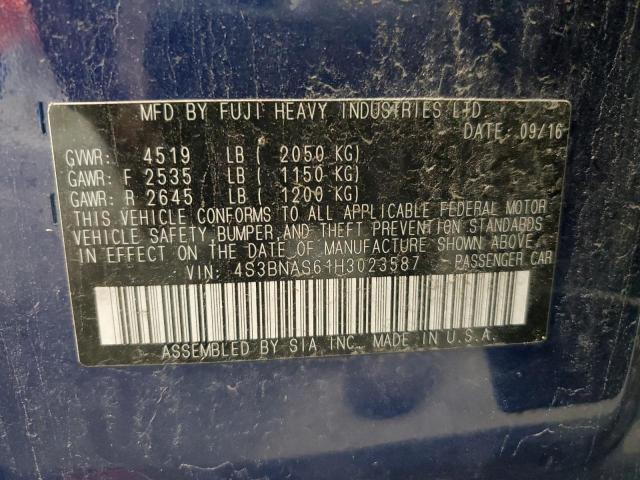 MFD BY FUJI HEAVY INDUSTRIES LTD
DATE: 09/16
GVWR: 4519 LB ( 2050 KG)
GAWR: F 2535 LB ( 1150 KG)
GAWR: R 2645 LB ( 1200 KG)
THIS VEHICLE CONFORMS TO ALL APPLICABLE FEDERAL MOTOR
VEHICLE SAFETY, BUMPER, AND THEFT PREVENTION STANDARDS
IN EFFECT ON THE DATE OF MANUFACTURE SHOWN ABOVE.
VIN: 4S3BNAS61H3023587 PASSENGER CAR
ASSEMBLED BY SIA INC. MADE IN U.S.A.